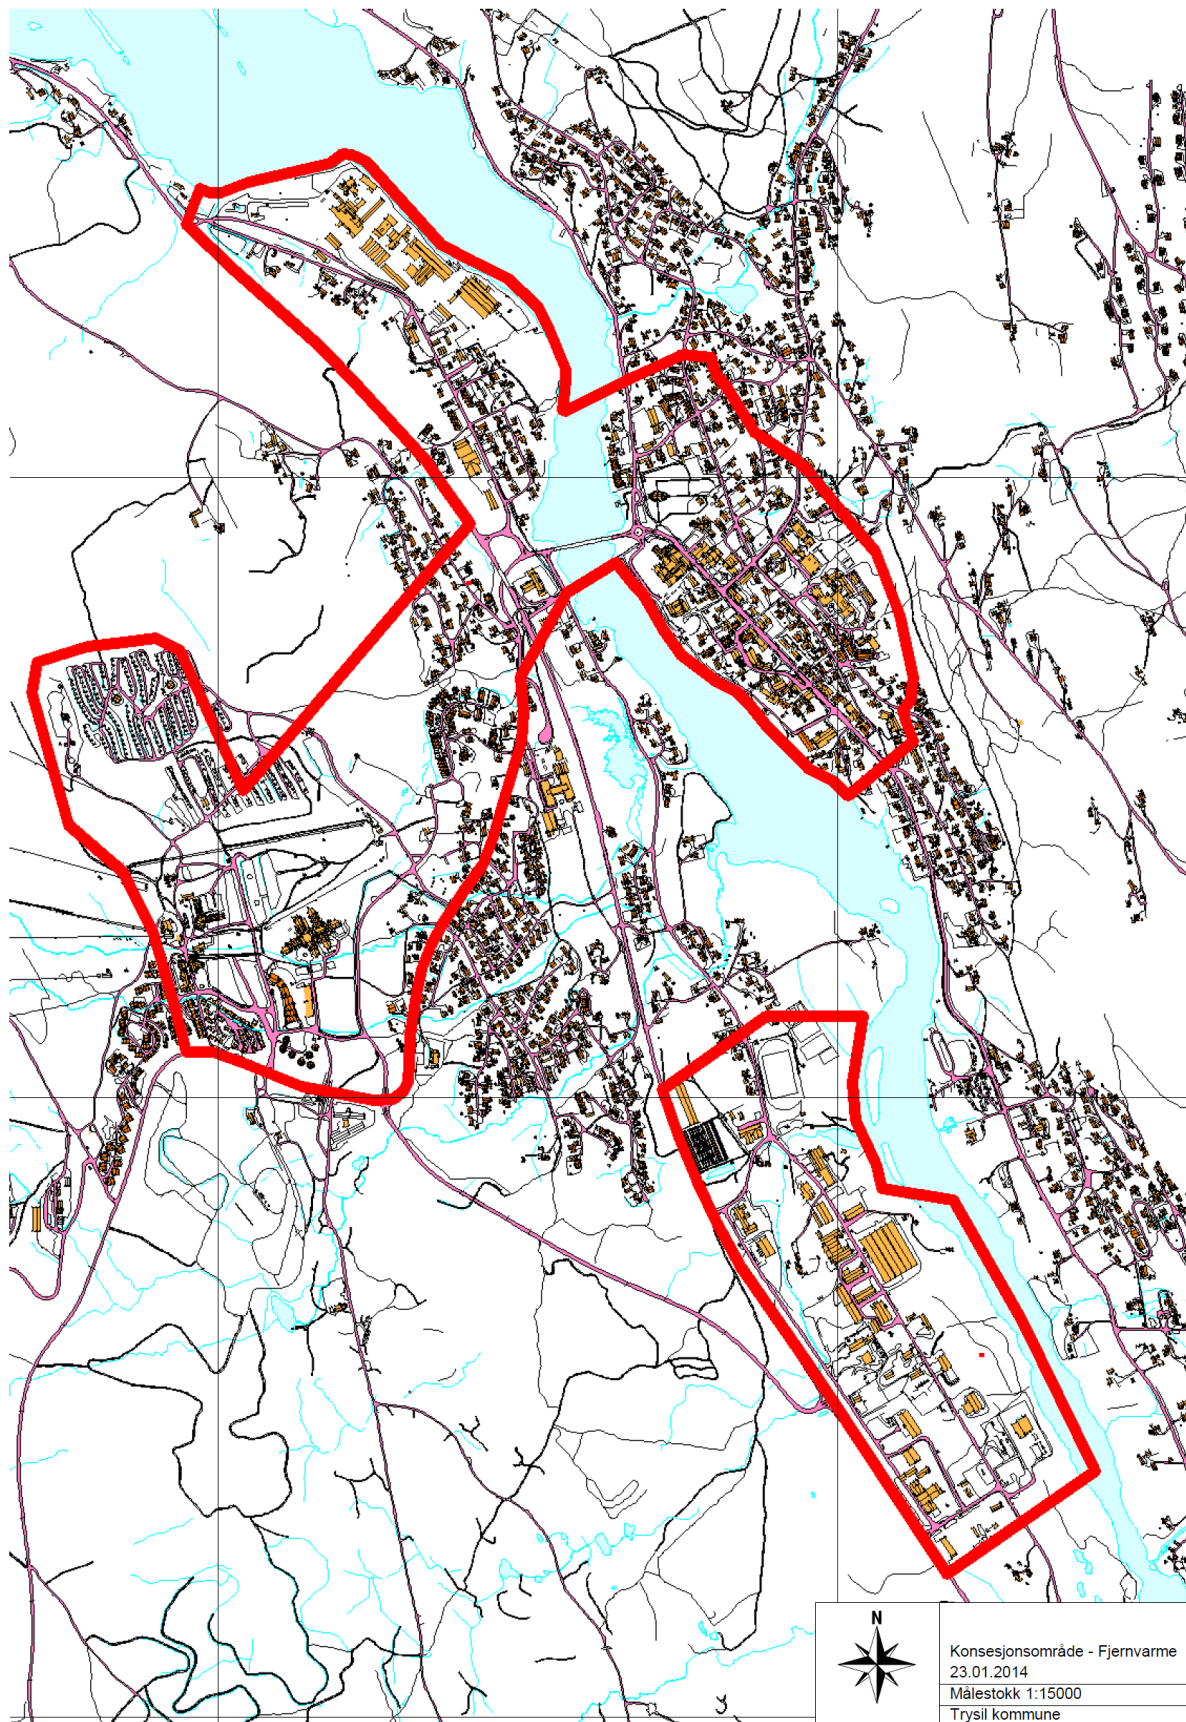 N
Konsesjonsområde - Fjernvarme
23.01.2014
Målestokk 1:15000
Trysil kommune